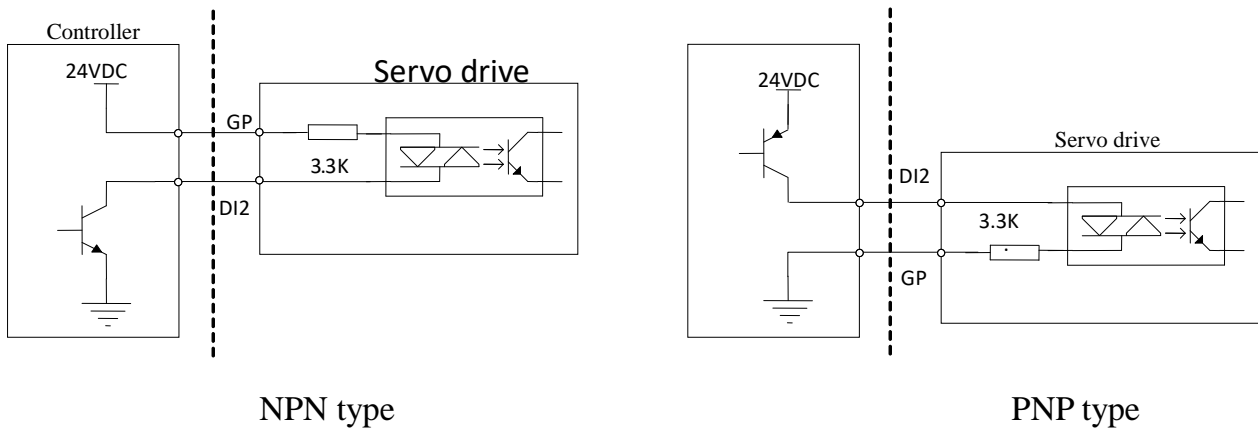 Controller
24VDC
Servo drive
GP
3.3K
DI2
NPN type
24VDC
Servo drive
DI2
3.3K
GP
PNP type